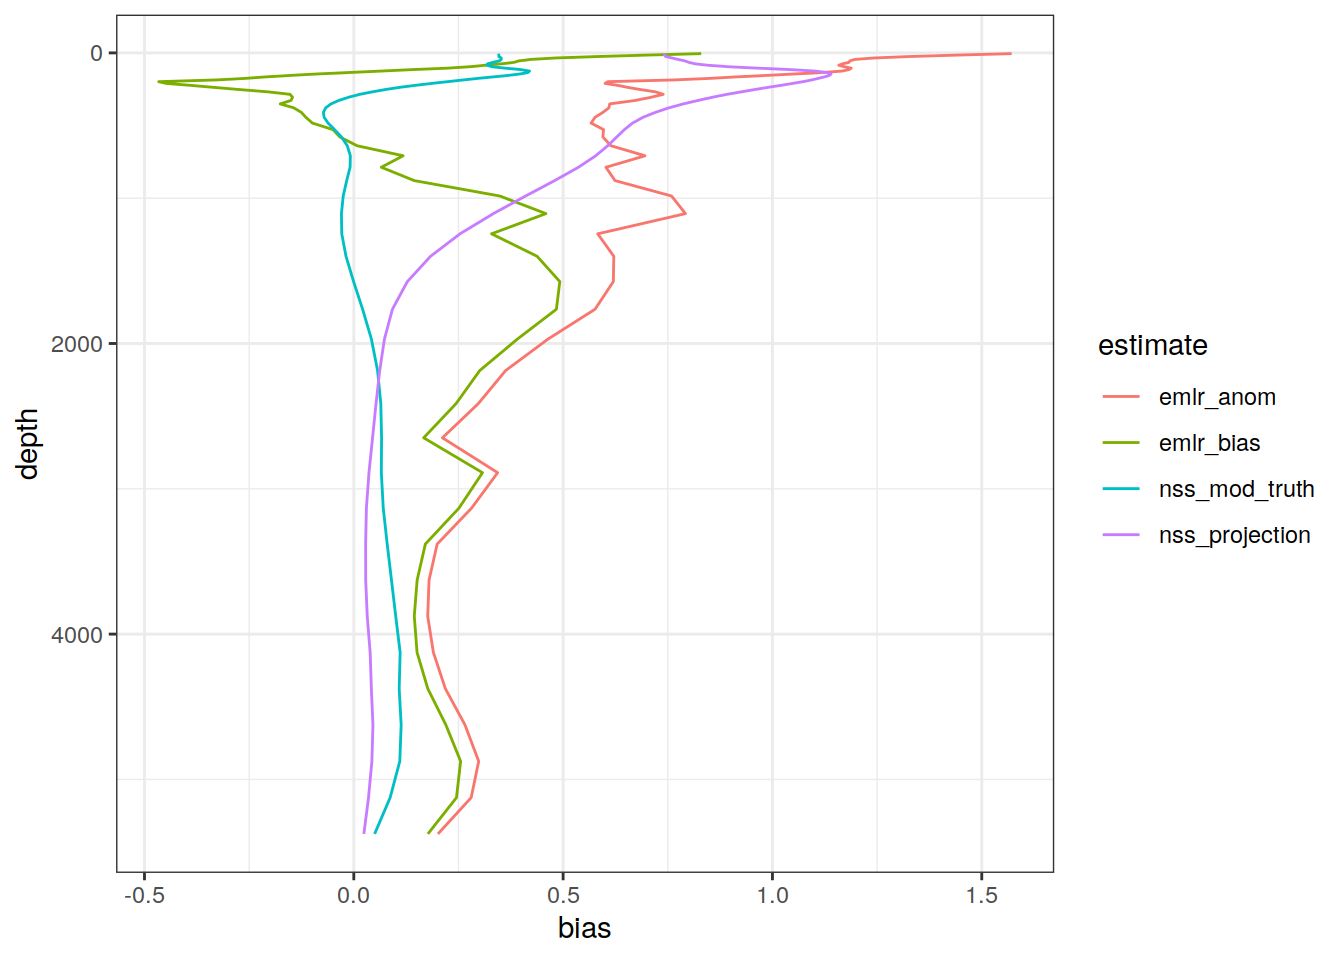 0
2000
4000
depth
-0.5
0.0
0.5
1.0
1.5
bias
estimate
emlr_anom
emlr_bias
nss_mod_truth
nss_projection